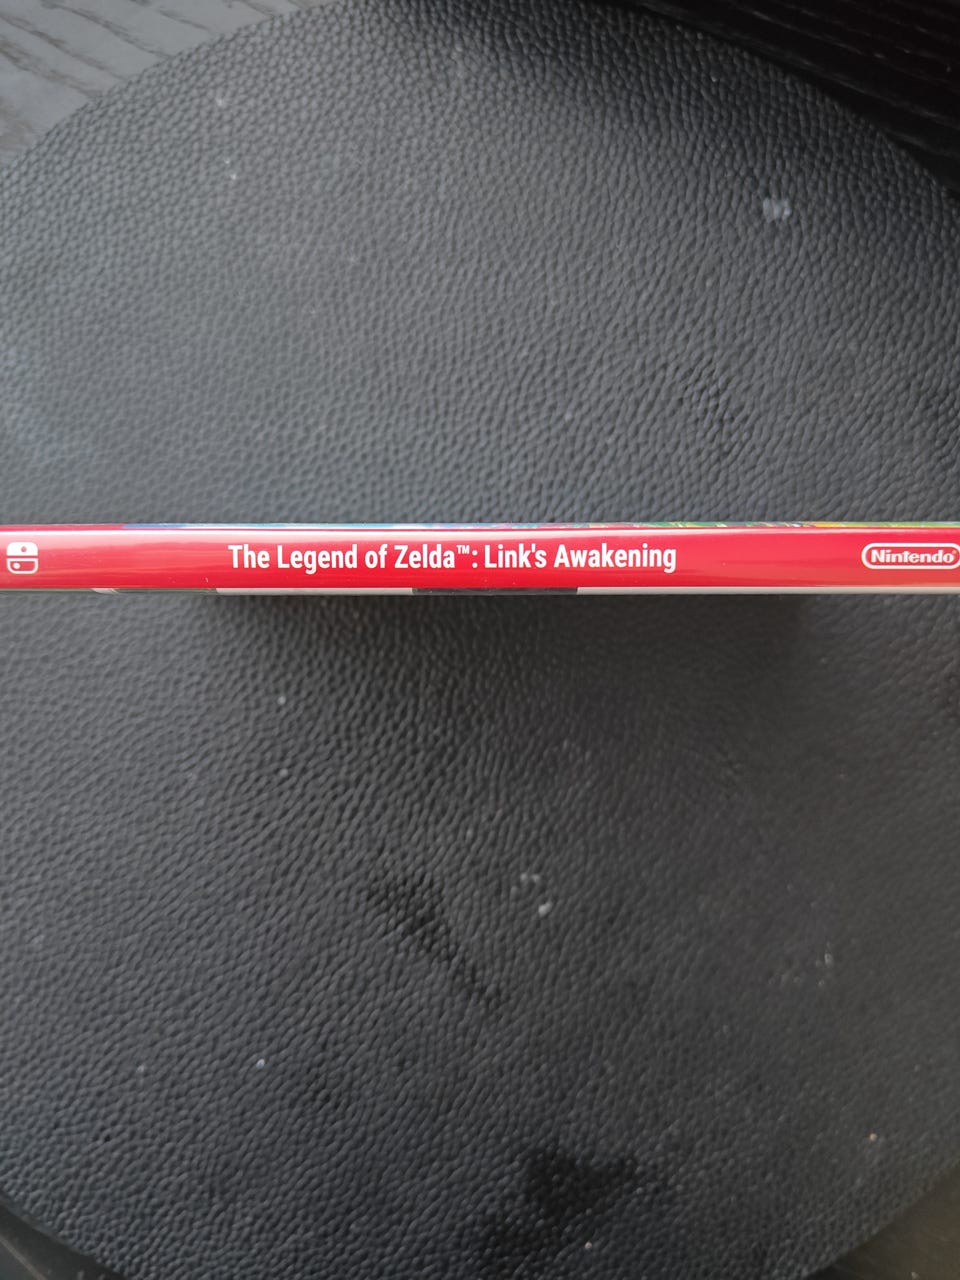 The Legend of Zelda™: Link's Awakening
Nintendo